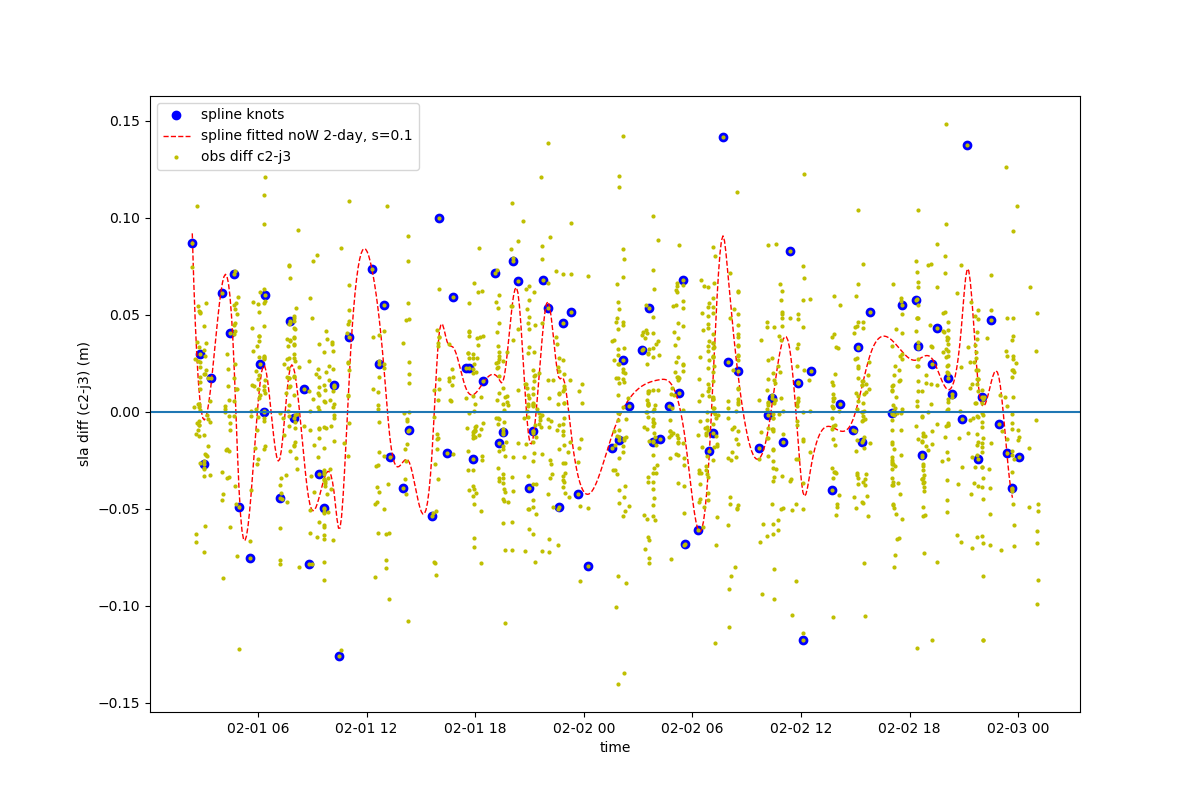 spline knots
spline fitted noW 2-day, s=0.1
obs diff c2-j3
0.15
0.10
0.05
0.00
−0.05
−0.10
−0.15
sla diff (c2-j3) (m)
02-01 06 02-01 12 02-01 18 02-02 00 02-02 06 02-02 12 02-02 18 02-03 00
time